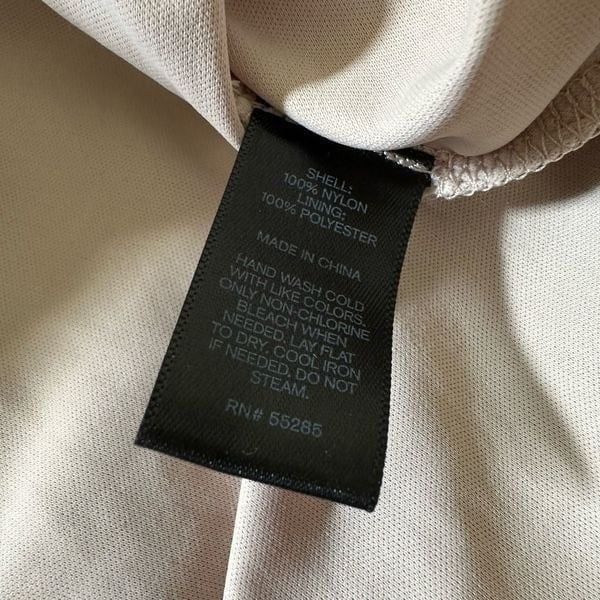 SHELL:
100% NYLON
LINING:
100% POLYESTER
MADE IN CHINA
HAND WASH COLD
WITH LIKE COLORS.
ONLY NON-CHLORINE
BLEACH WHEN
NEEDED. LAY FLAT
TO DRY. COOL IRON
IF NEEDED. DO NOT
STEAM.
RN# 55285